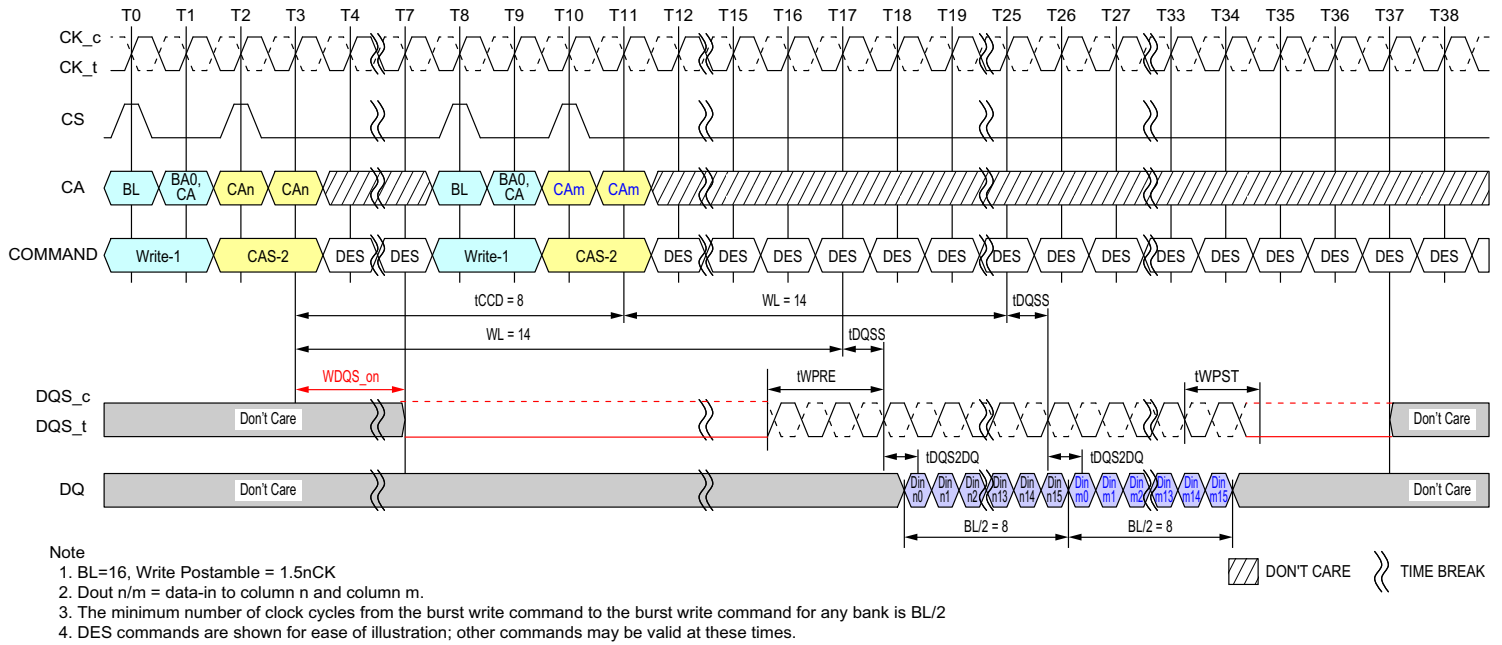 T0 T1 T2 T3 T4 T7 T8 T9 T10 T11 T12 T15 T16 T17 T18 T19 T25 T26 T27 T33 T34 T35 T36 T37 T38
CK_c
CK_t
CS
CA BL BA0, CA CAn CAn BL BA0, CA CAm CAm
COMMAND Write-1 CAS-2 DES DES Write-1 CAS-2 DES DES DES DES DES DES DES DES DES DES DES DES DES DES DES
tCCD = 8 WL = 14 tDQSS
WL = 14 tDQSS
WDQS_on tWPRE tWPST
DQS_c
DQS_t Don't Care Don't Care
tDQS2DQ tDQS2DQ
DQ Don't Care Din n0 Din n1 Din n2 Din n13 Din n14 Din n15 Din m0 Din m1 Din m2 Din m13 Din m14 Din m15 Don't Care
BL/2 = 8 BL/2 = 8
Note
1. BL=16, Write Postamble = 1.5nCK
2. Dout n/m = data-in to column n and column m.
3. The minimum number of clock cycles from the burst write command to the burst write command for any bank is BL/2
4. DES commands are shown for ease of illustration; other commands may be valid at these times.
DON'T CARE TIME BREAK